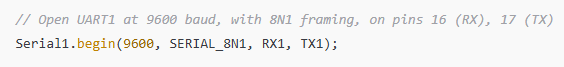 // Open UART1 at 9600 baud, with 8N1 framing, on pins 16 (RX), 17 (TX)
Serial1.begin(9600, SERIAL_8N1, RX1, TX1);